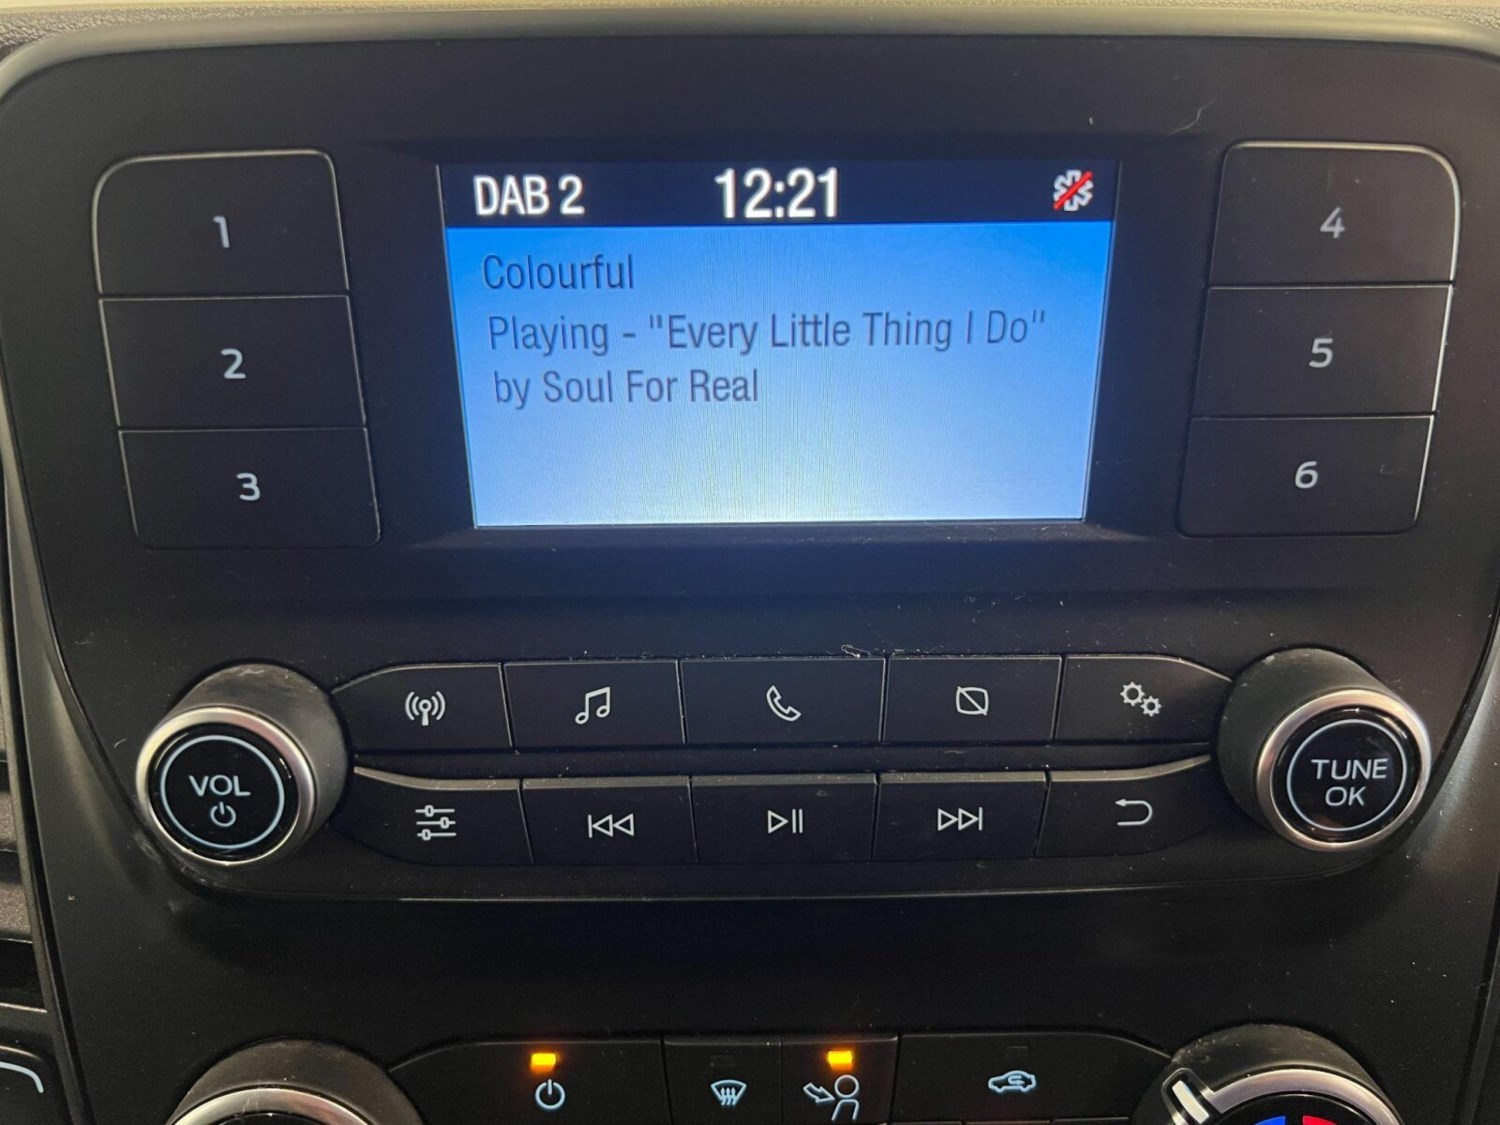 DAB 2 12:21
Colourful
Playing - "Every Little Thing I Do"
by Soul For Real
1
2
3
4
5
6
VOL
TUNE
OK